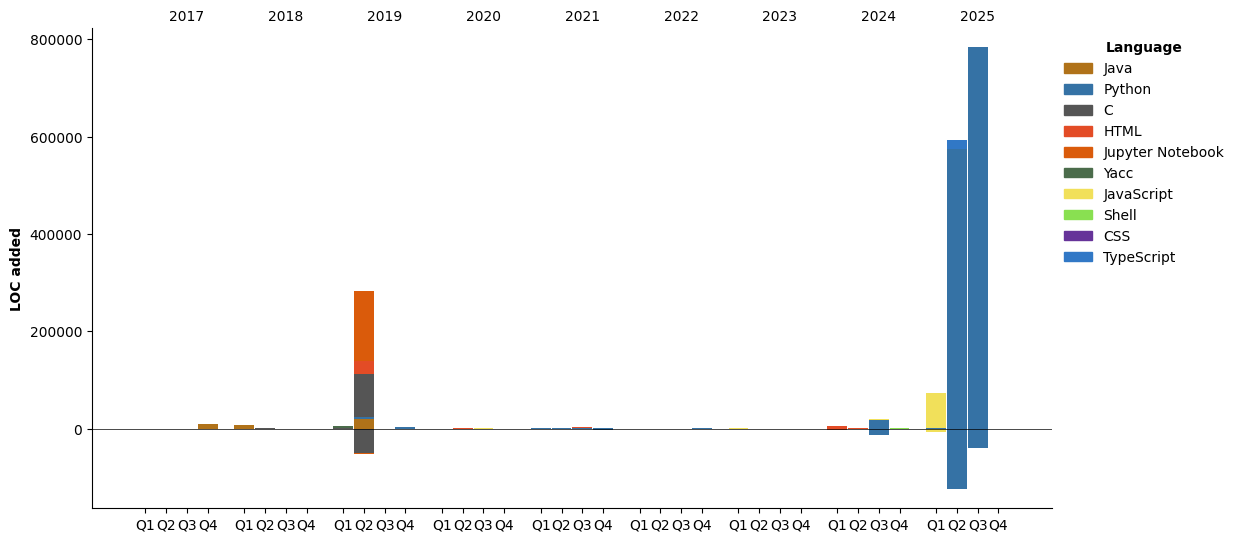 2017 2018 2019 2020 2021 2022 2023 2024 2025
800000
600000
400000
200000
0
LOC added
Q1 Q2 Q3 Q4 Q1 Q2 Q3 Q4 Q1 Q2 Q3 Q4 Q1 Q2 Q3 Q4 Q1 Q2 Q3 Q4 Q1 Q2 Q3 Q4 Q1 Q2 Q3 Q4 Q1 Q2 Q3 Q4 Q1 Q2 Q3 Q4
Language
Java
Python
C
HTML
Jupyter Notebook
Yacc
JavaScript
Shell
CSS
TypeScript